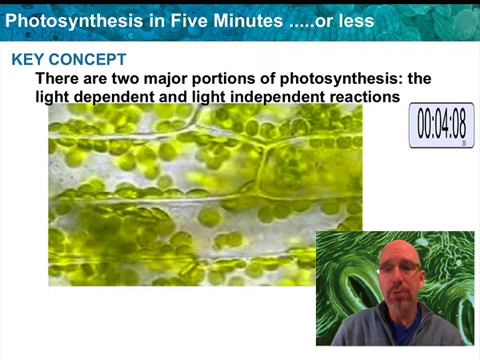 Photosynthesis in Five Minutes .....or less
KEY CONCEPT
There are two major portions of photosynthesis: the
light dependent and light independent reactions
00:04:08